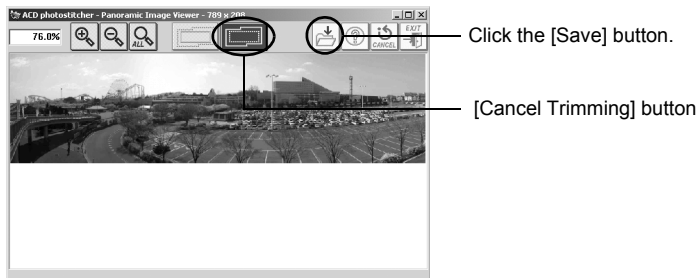 ACD photostitcher - Panoramic Image Viewer - 789 x 208
76.0%
ALL
CANCEL
EXIT
Click the [Save] button.
[Cancel Trimming] button